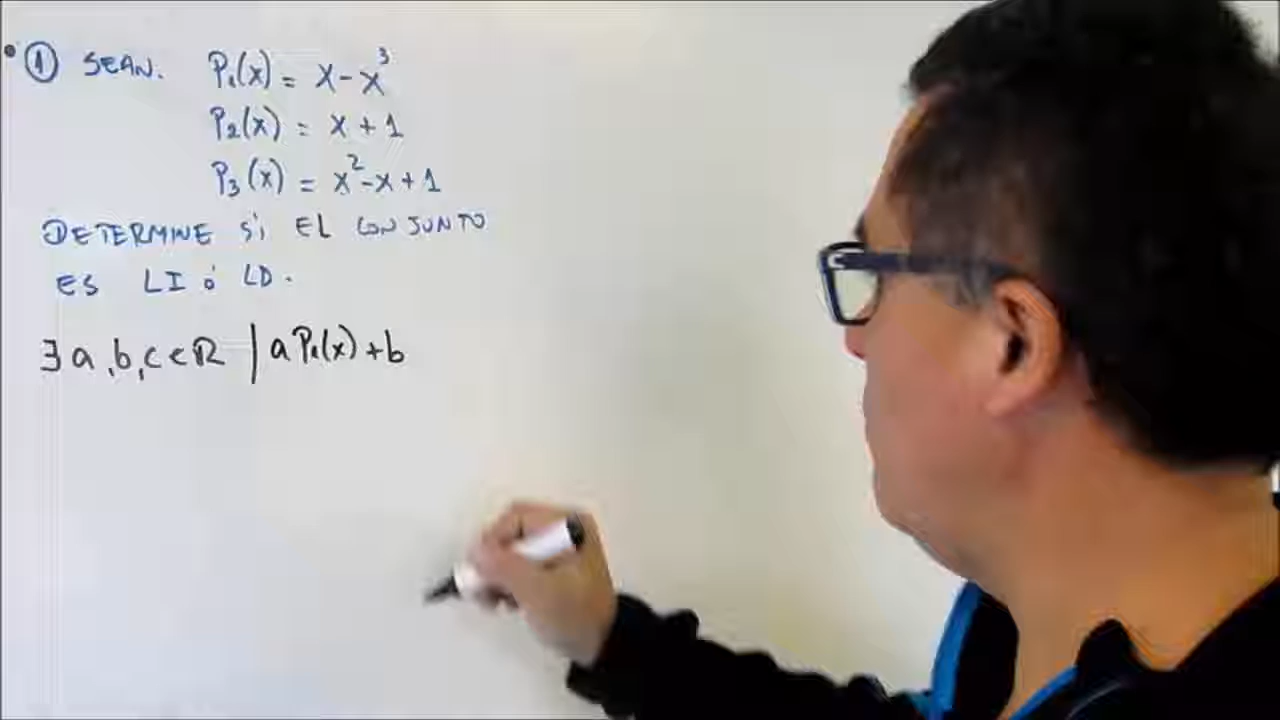 ① SEAN. P₁(x) = x - x³
P₂(x) = x + 1
P₃(x) = x² - x + 1
DETERMINE SI EL CONJUNTO
ES LI ó LD.
∃ a, b, c ∈ ℝ | a P₁(x) + b